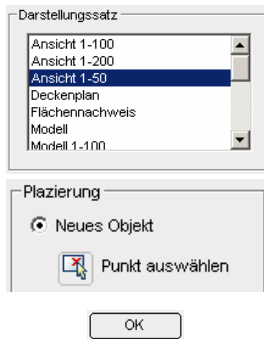 Darstellungssatz
Ansicht 1-100
Ansicht 1-200
Ansicht 1-50
Deckenplan
Flächennachweis
Modell
Modell 1-100
Plazierung
Neues Objekt
Punkt auswählen
OK